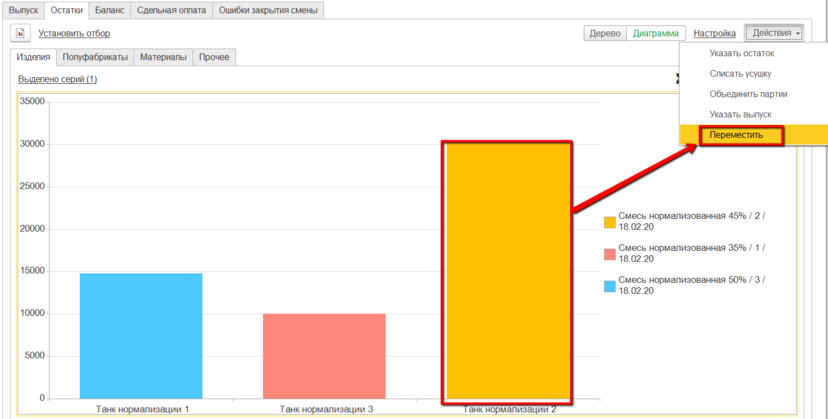 Выпуск Остатки Баланс Сдельная оплата Ошибки закрытия смены
Установить отбор Дерево Диаграмма Настройка Действия
Изделия Полуфабрикаты Материалы Прочее
Указать остаток
Списать усушку
Объединить партии
Указать выпуск
Переместить
Выделено серий (1)
35000
30000
25000
20000
15000
10000
5000
0
Смесь нормализованная 45% / 2 /
18.02.20
Смесь нормализованная 35% / 1 /
18.02.20
Смесь нормализованная 50% / 3 /
18.02.20
Танк нормализации 1 Танк нормализации 3 Танк нормализации 2